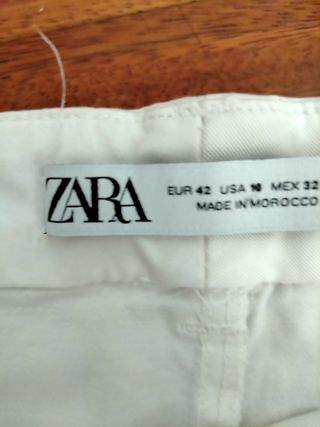 ZARA
EUR 42 USA 10 MEX 32
MADE IN MOROCCO